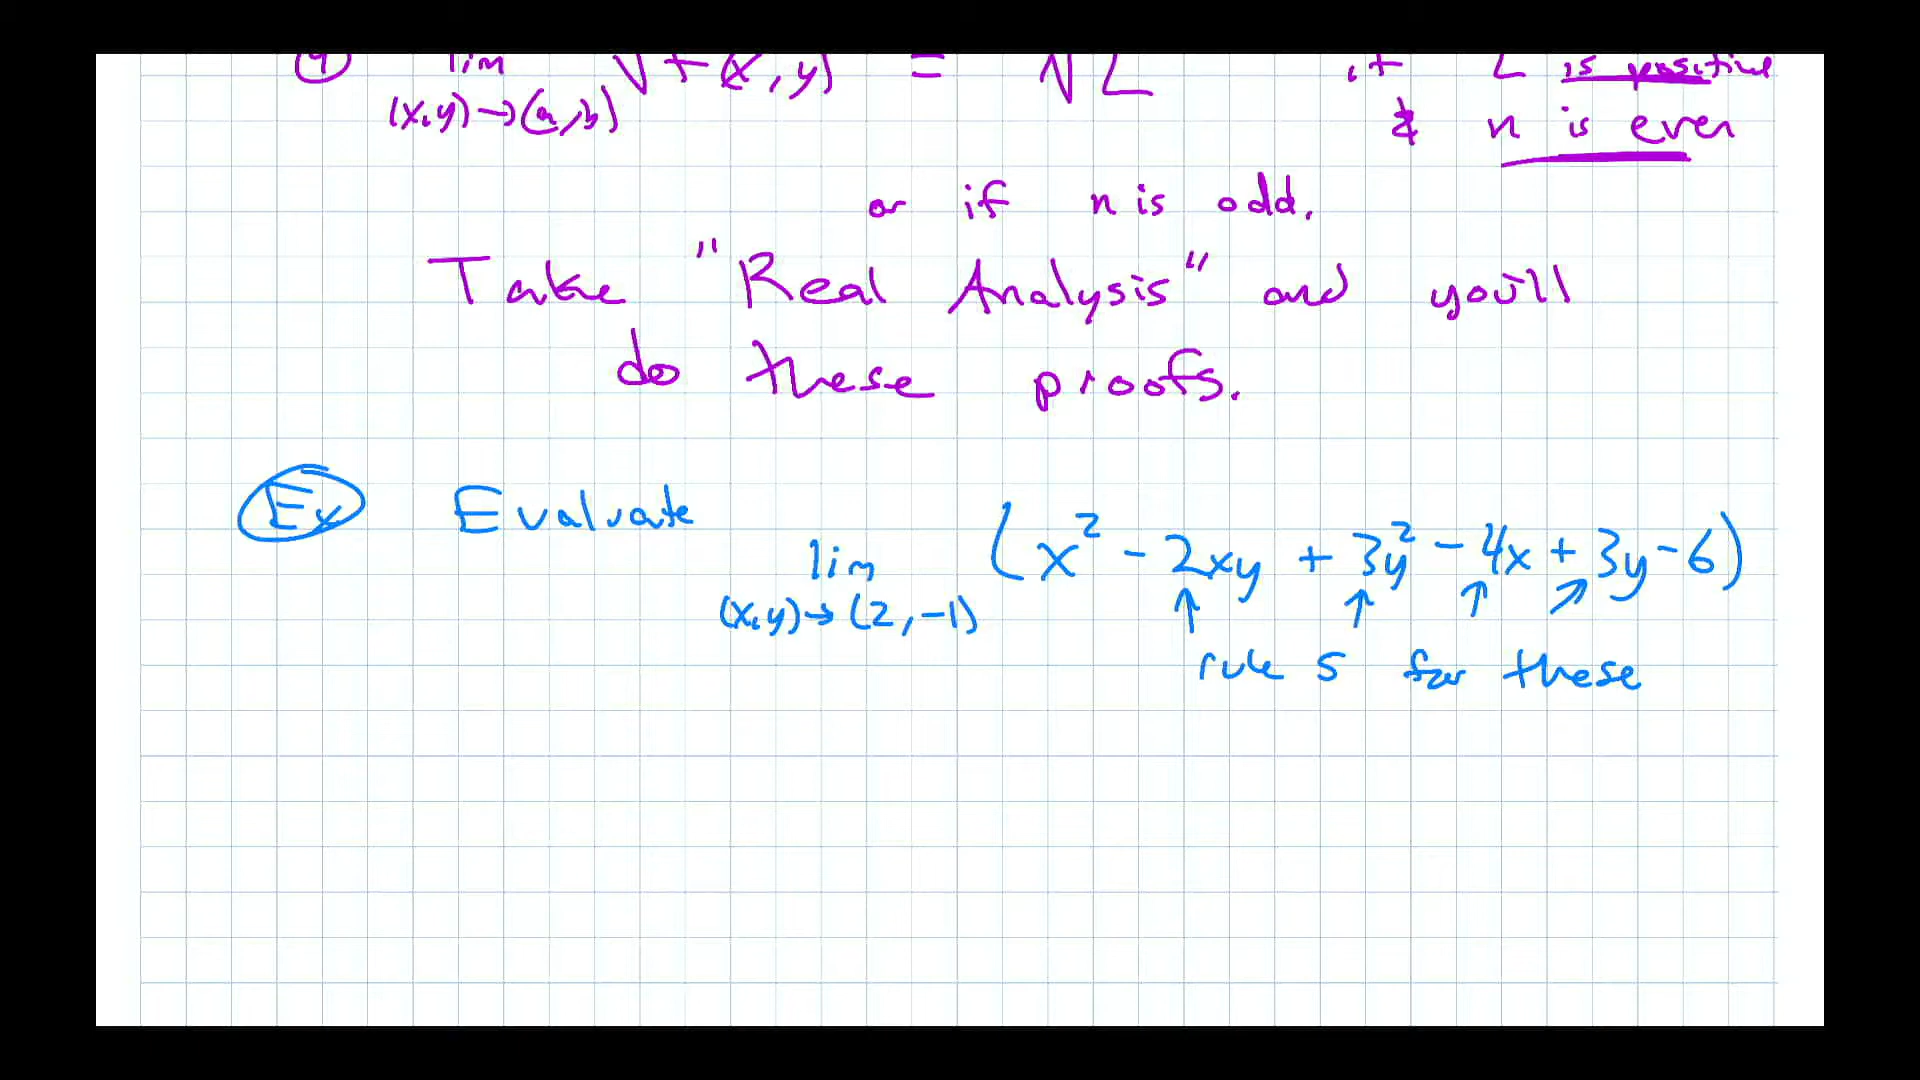 lim √f(x,y) = √L if L is positive
(x,y)→(a,b) & n is even
or if n is odd.
Take "Real Analysis" and you'll
do these proofs.
Ex Evaluate
lim (x² - 2xy + 3y² - 4x + 3y - 6)
(x,y)→(2,-1) ↑ ↑ ↑ ↗
rule 5 for these